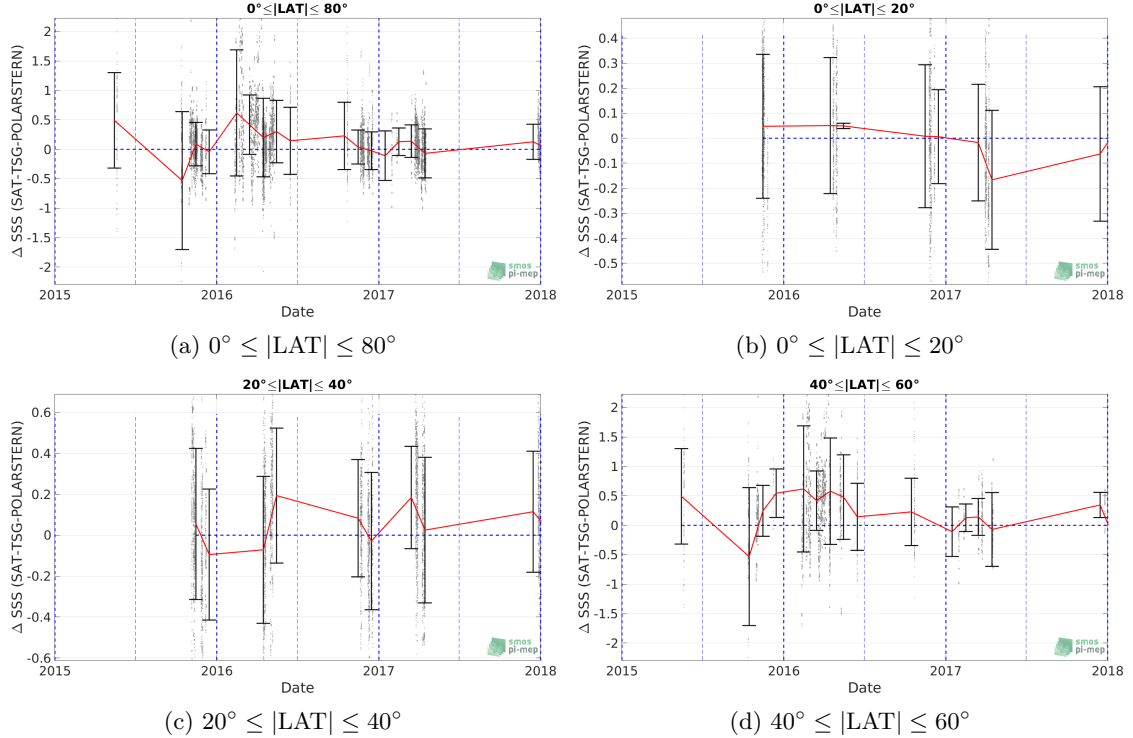 0°≤|LAT|≤ 80°
Δ SSS (SAT-TSG-POLARSTERN)
2
1.5
1
0.5
0
-0.5
-1
-1.5
-2
2015
2016
2017
2018
Date
smos
pi-mep
(a) 0° ≤ |LAT| ≤ 80°
0°≤|LAT|≤ 20°
Δ SSS (SAT-TSG-POLARSTERN)
0.4
0.3
0.2
0.1
0
-0.1
-0.2
-0.3
-0.4
-0.5
2015
2016
2017
2018
Date
smos
pi-mep
(b) 0° ≤ |LAT| ≤ 20°
20°≤|LAT|≤ 40°
Δ SSS (SAT-TSG-POLARSTERN)
0.6
0.4
0.2
0
-0.2
-0.4
-0.6
2015
2016
2017
2018
Date
smos
pi-mep
(c) 20° ≤ |LAT| ≤ 40°
40°≤|LAT|≤ 60°
Δ SSS (SAT-TSG-POLARSTERN)
2
1.5
1
0.5
0
-0.5
-1
-1.5
-2
2015
2016
2017
2018
Date
smos
pi-mep
(d) 40° ≤ |LAT| ≤ 60°